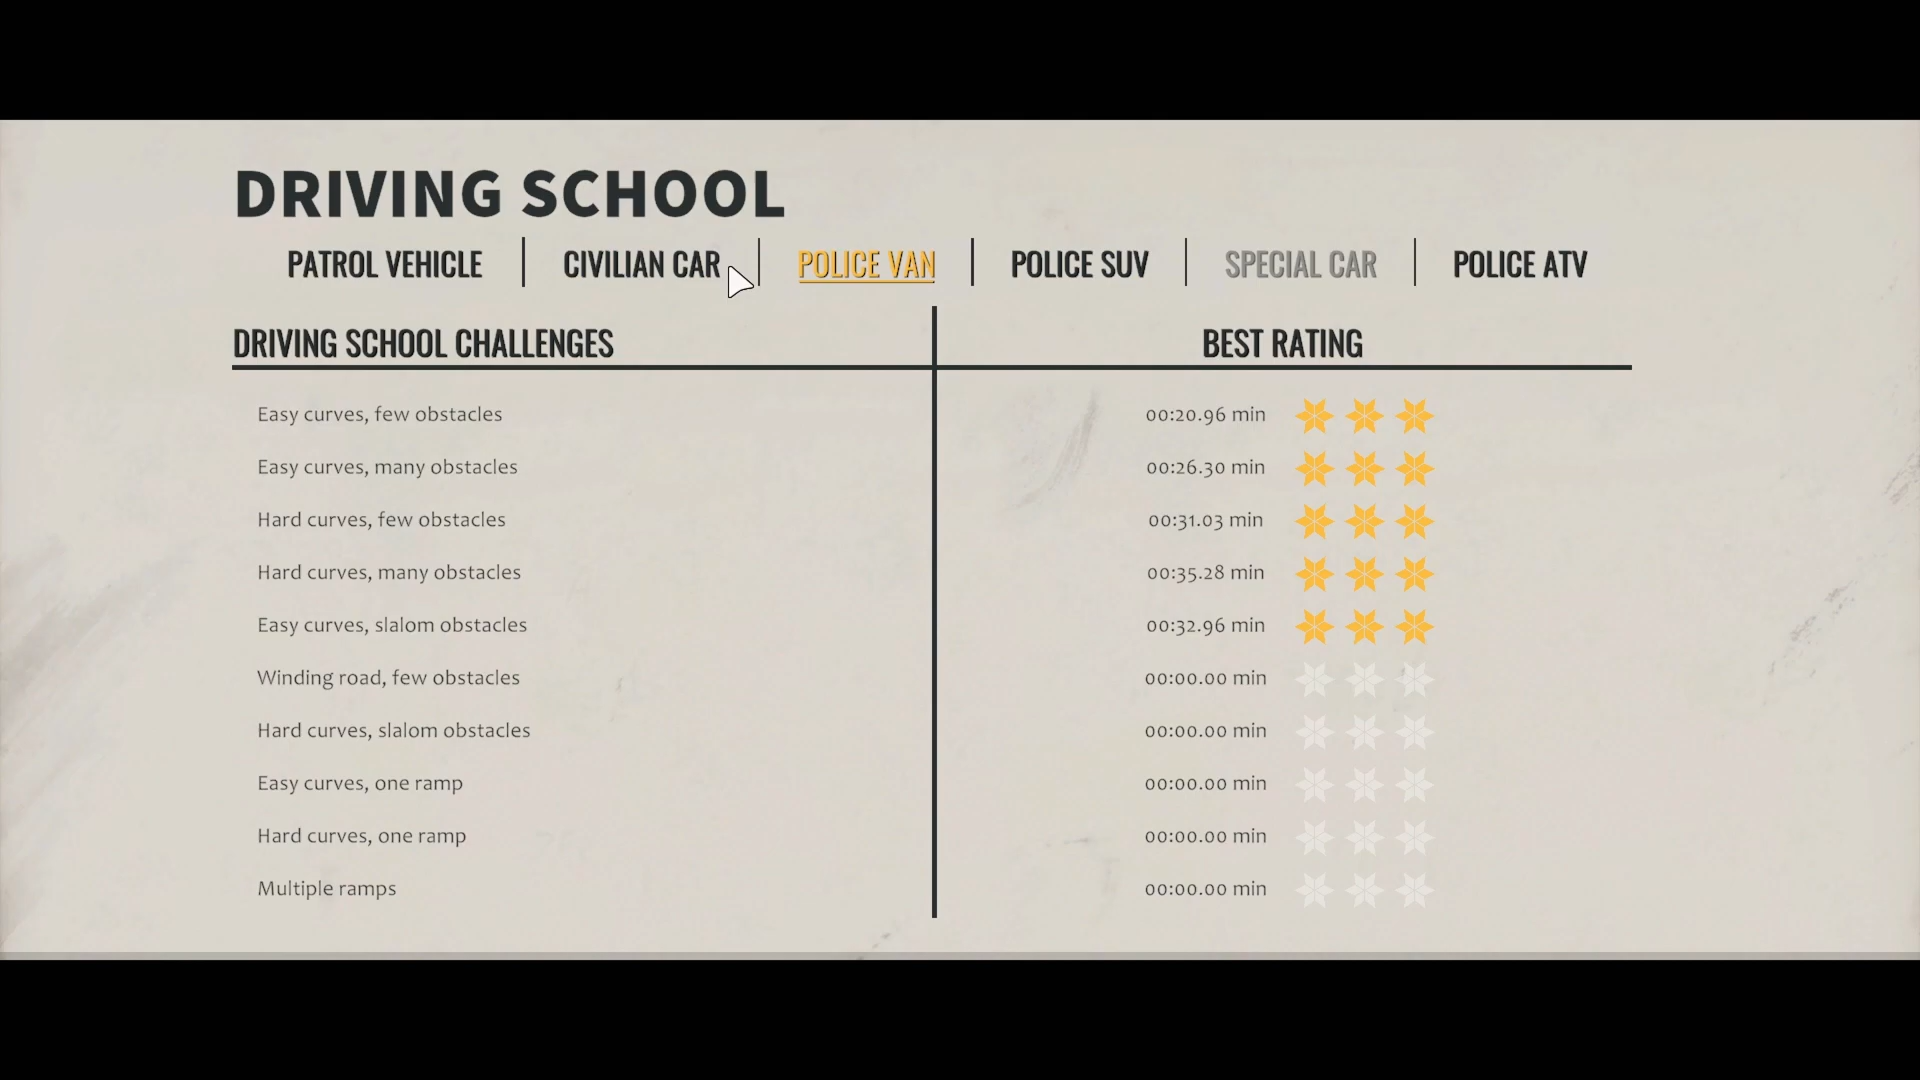 DRIVING SCHOOL
PATROL VEHICLE CIVILIAN CAR POLICE VAN POLICE SUV SPECIAL CAR POLICE ATV
DRIVING SCHOOL CHALLENGES BEST RATING
Easy curves, few obstacles 00:20.96 min
Easy curves, many obstacles 00:26.30 min
Hard curves, few obstacles 00:31.03 min
Hard curves, many obstacles 00:35.28 min
Easy curves, slalom obstacles 00:32.96 min
Winding road, few obstacles 00:00.00 min
Hard curves, slalom obstacles 00:00.00 min
Easy curves, one ramp 00:00.00 min
Hard curves, one ramp 00:00.00 min
Multiple ramps 00:00.00 min